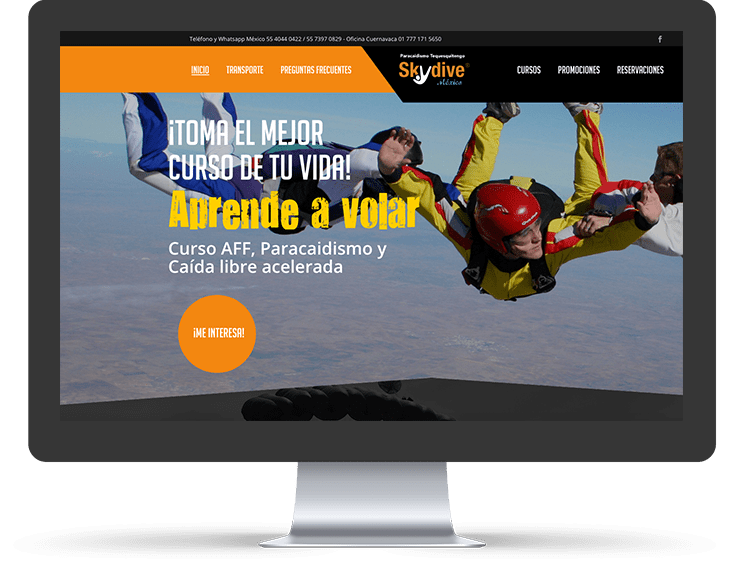 Teléfono y Whatsapp México 55 4044 0422 / 55 7397 0829 - Oficina Cuernavaca 01 777 171 5650
f
INICIO TRANSPORTE PREGUNTAS FRECUENTES
Paracaidismo Tequesquitengo
Skydive®
México
CURSOS PROMOCIONES RESERVACIONES
¡TOMA EL MEJOR
CURSO DE TU VIDA!
Aprende a volar
Curso AFF, Paracaidismo y
Caída libre acelerada
¡ME INTERESA!